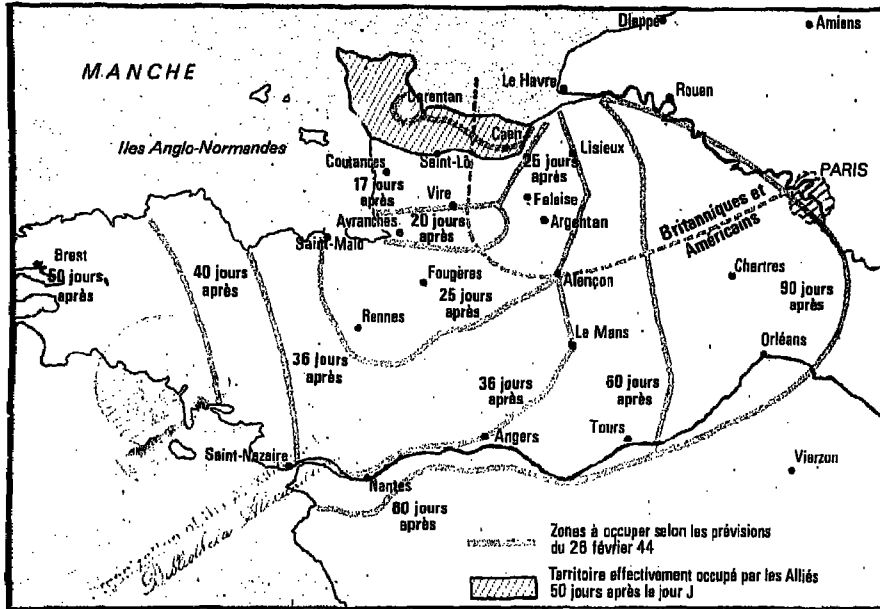 Dieppe
Amiens
MANCHE
Le Havre
Rouen
Carentan
Iles Anglo-Normandes
Caen
Lisieux
Coutances
Saint-Lô
25 jours
après
PARIS
17 jours
après
Vire
Falaise
20 jours
après
Avranches
Argentan
Saint-Malo
Britanniques et
Américains
Brest
50 jours
après
40 jours
après
Fougères
Alençon
Chartres
25 jours
après
90 jours
après
Rennes
Le Mans
Orléans
36 jours
après
36 jours
après
60 jours
après
Angers
Tours
Saint-Nazaire
Vierzon
Nantes
60 jours
après
Zones à occuper selon les prévisions
du 26 février 44
Territoire effectivement occupé par les Alliés
50 jours après le jour J